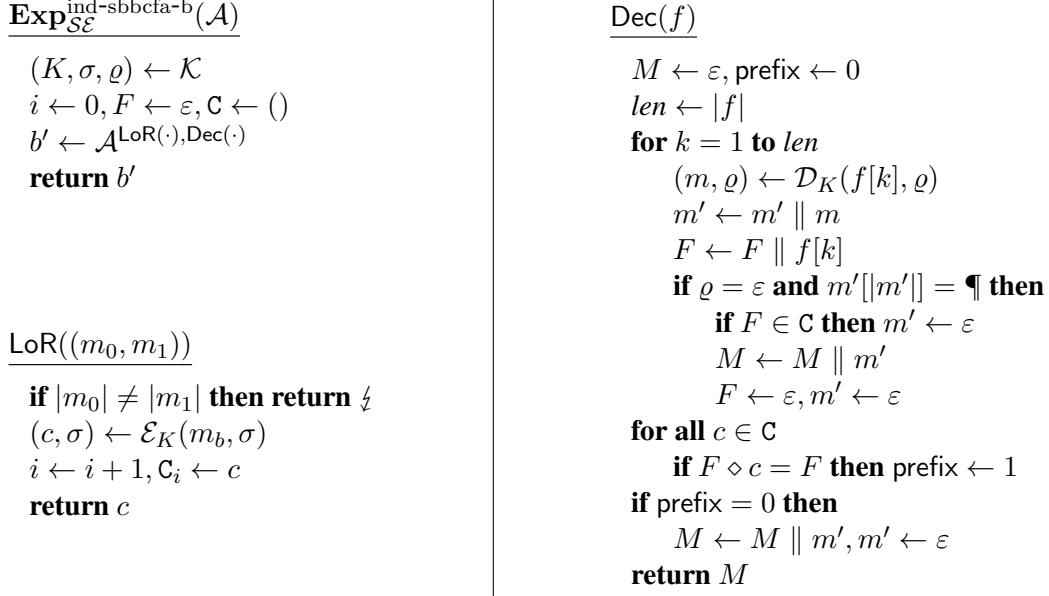 Exp^{ind-sbbcfa-b}_{𝒮ℰ}(𝒜)
(K, σ, ϱ) ← 𝒦
i ← 0, F ← ε, C ← ()
b′ ← 𝒜^{LoR(·),Dec(·)}
return b′
LoR((m_0, m_1))
if |m_0| ≠ |m_1| then return ↯
(c, σ) ← ℰ_K(m_b, σ)
i ← i + 1, C_i ← c
return c
Dec(f)
M ← ε, prefix ← 0
len ← |f|
for k = 1 to len
(m, ϱ) ← 𝒟_K(f[k], ϱ)
m′ ← m′ ∥ m
F ← F ∥ f[k]
if ϱ = ε and m′[|m′|] = ¶ then
if F ∈ C then m′ ← ε
M ← M ∥ m′
F ← ε, m′ ← ε
for all c ∈ C
if F ⋄ c = F then prefix ← 1
if prefix = 0 then
M ← M ∥ m′, m′ ← ε
return M